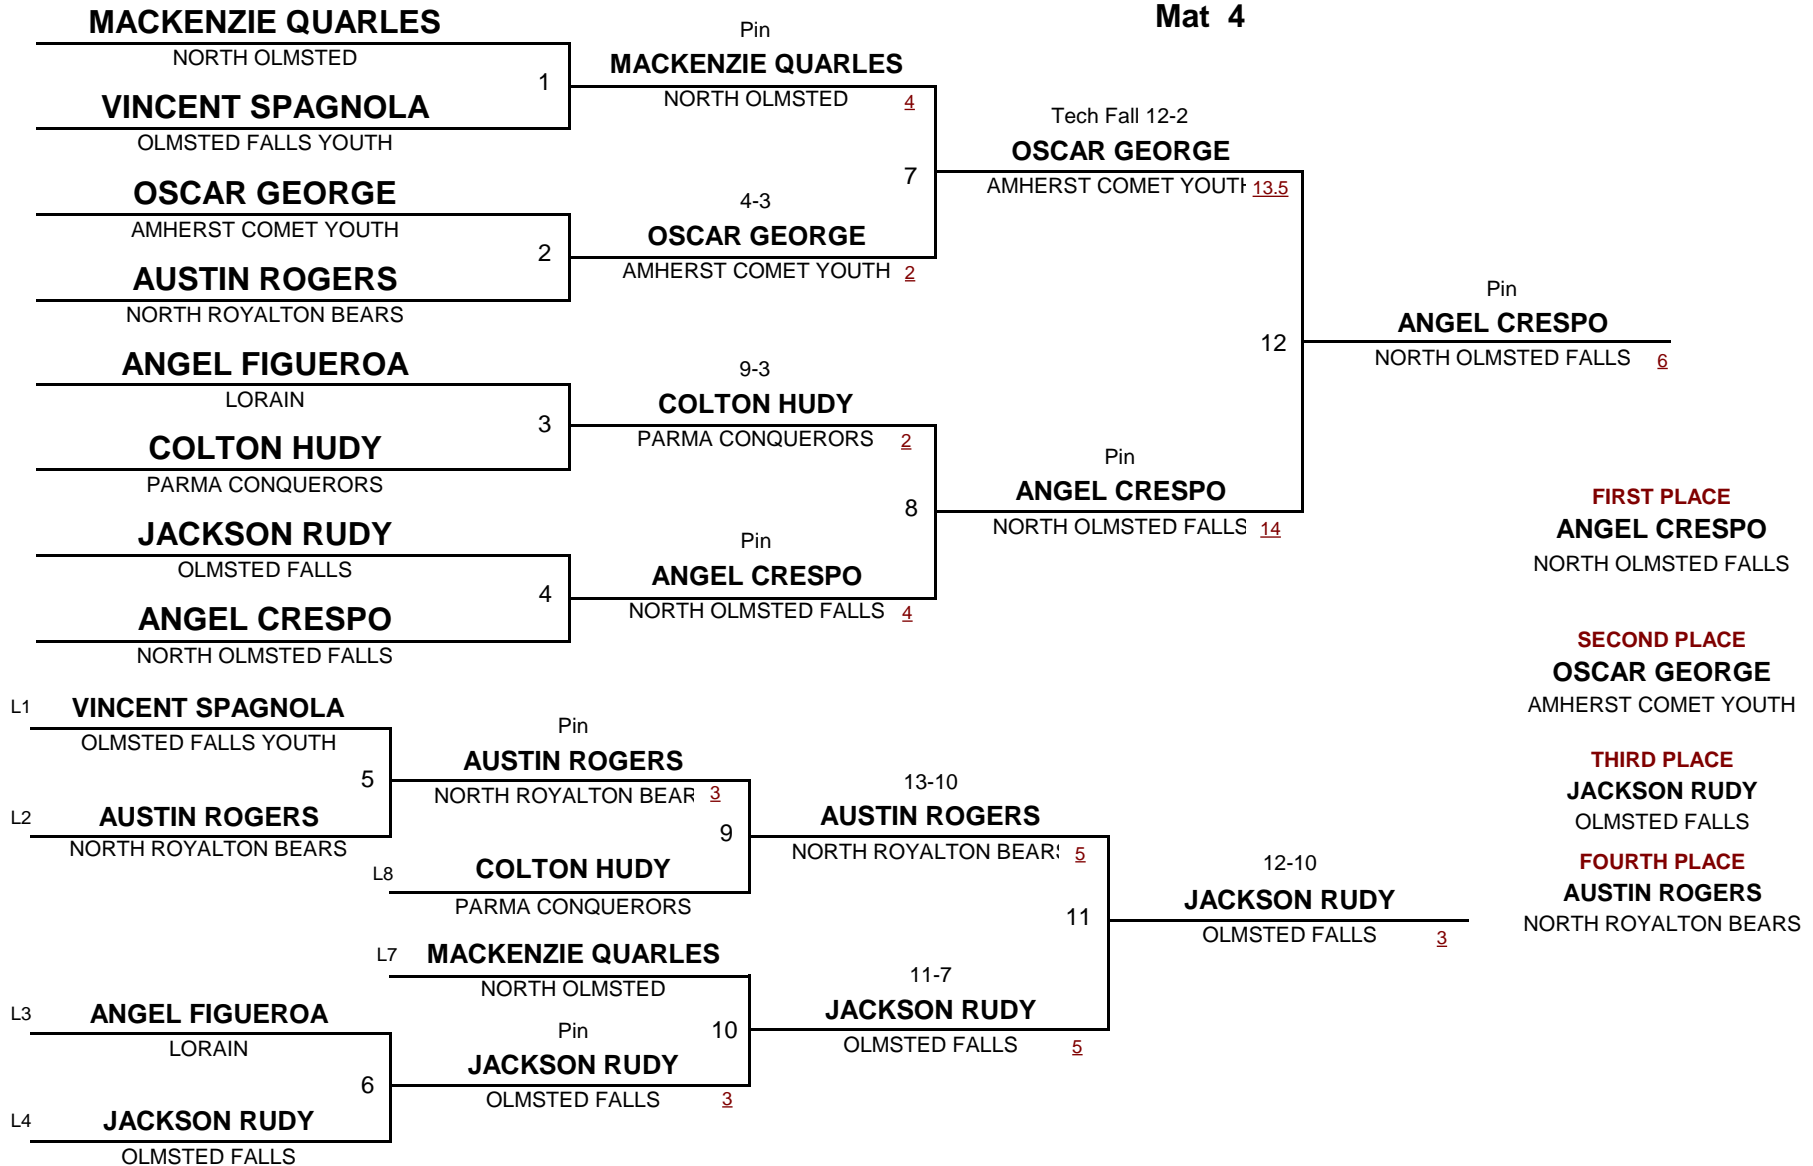 Mat 4
MACKENZIE QUARLES
NORTH OLMSTED
1
VINCENT SPAGNOLA
OLMSTED FALLS YOUTH
OSCAR GEORGE
AMHERST COMET YOUTH
2
AUSTIN ROGERS
NORTH ROYALTON BEARS
ANGEL FIGUEROA
LORAIN
3
COLTON HUDY
PARMA CONQUERORS
JACKSON RUDY
OLMSTED FALLS
4
ANGEL CRESPO
NORTH OLMSTED FALLS
Pin
MACKENZIE QUARLES
NORTH OLMSTED 4
7
4-3
OSCAR GEORGE
AMHERST COMET YOUTH 2
9-3
COLTON HUDY
PARMA CONQUERORS 2
8
Pin
ANGEL CRESPO
NORTH OLMSTED FALLS 4
Tech Fall 12-2
OSCAR GEORGE
AMHERST COMET YOUTH 13.5
12
Pin
ANGEL CRESPO
NORTH OLMSTED FALLS 14
Pin
ANGEL CRESPO
NORTH OLMSTED FALLS 6
FIRST PLACE
ANGEL CRESPO
NORTH OLMSTED FALLS
SECOND PLACE
OSCAR GEORGE
AMHERST COMET YOUTH
THIRD PLACE
JACKSON RUDY
OLMSTED FALLS
FOURTH PLACE
AUSTIN ROGERS
NORTH ROYALTON BEARS
L1 VINCENT SPAGNOLA
OLMSTED FALLS YOUTH
5
L2 AUSTIN ROGERS
NORTH ROYALTON BEARS
Pin
AUSTIN ROGERS
NORTH ROYALTON BEAR 3
9
L8 COLTON HUDY
PARMA CONQUERORS
L7 MACKENZIE QUARLES
NORTH OLMSTED
10
L3 ANGEL FIGUEROA
LORAIN
6
L4 JACKSON RUDY
OLMSTED FALLS
Pin
JACKSON RUDY
OLMSTED FALLS 3
13-10
AUSTIN ROGERS
NORTH ROYALTON BEARS 5
11
11-7
JACKSON RUDY
OLMSTED FALLS 5
12-10
JACKSON RUDY
OLMSTED FALLS 3